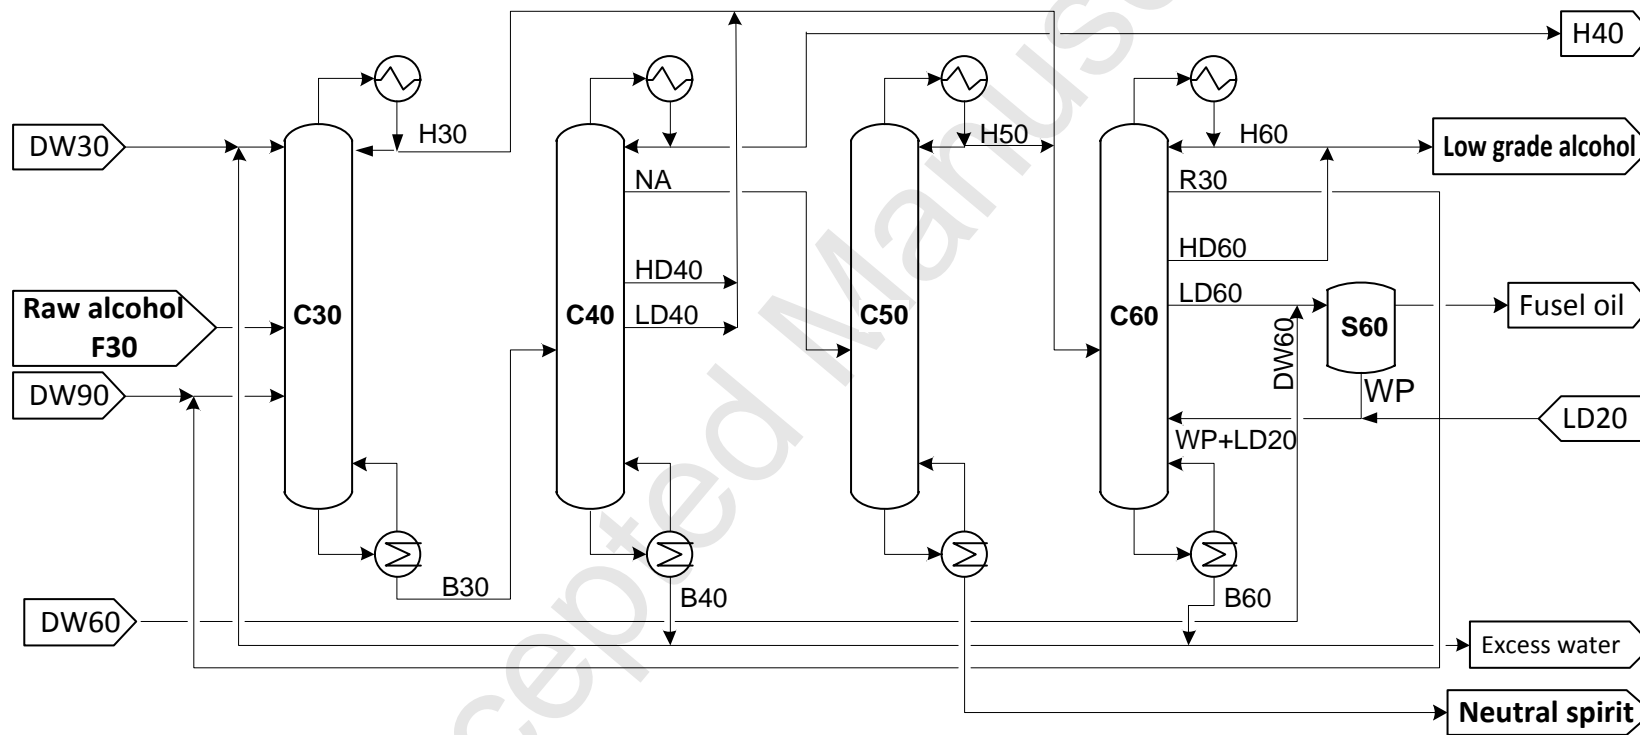 H40
H30
H50
H60
DW30
Low grade alcohol
NA
R30
HD60
HD40
LD60
Raw alcohol
F30
C30
C40
LD40
C50
C60
S60
Fusel oil
DW60
DW90
WP
LD20
WP+LD20
B30
B40
B60
DW60
Excess water
Neutral spirit
cepted Manus